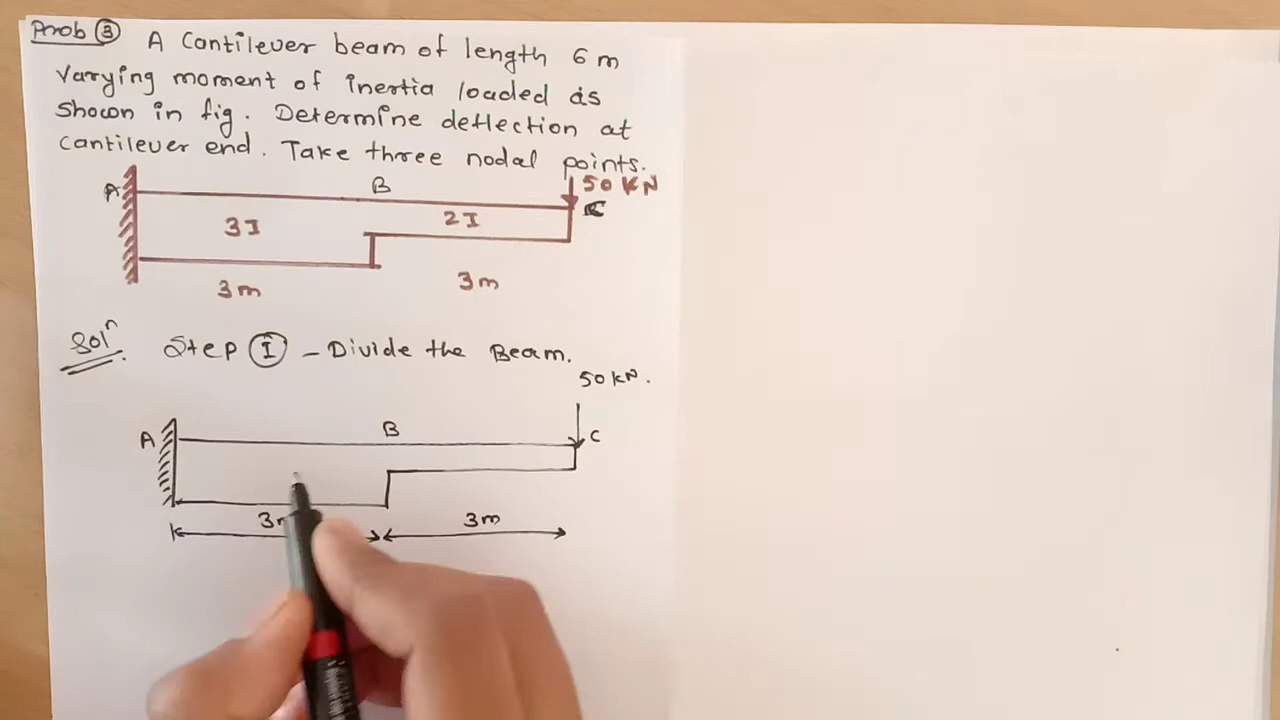 Prob ③ A Cantilever beam of length 6 m
Varying moment of inertia loaded as
shown in fig. Determine deflection at
cantilever end. Take three nodal points.
A B 50 KN
C
3I 2I
3m 3m
Solⁿ. Step Ⓘ - Divide the Beam.
50 kN.
A B C
3m